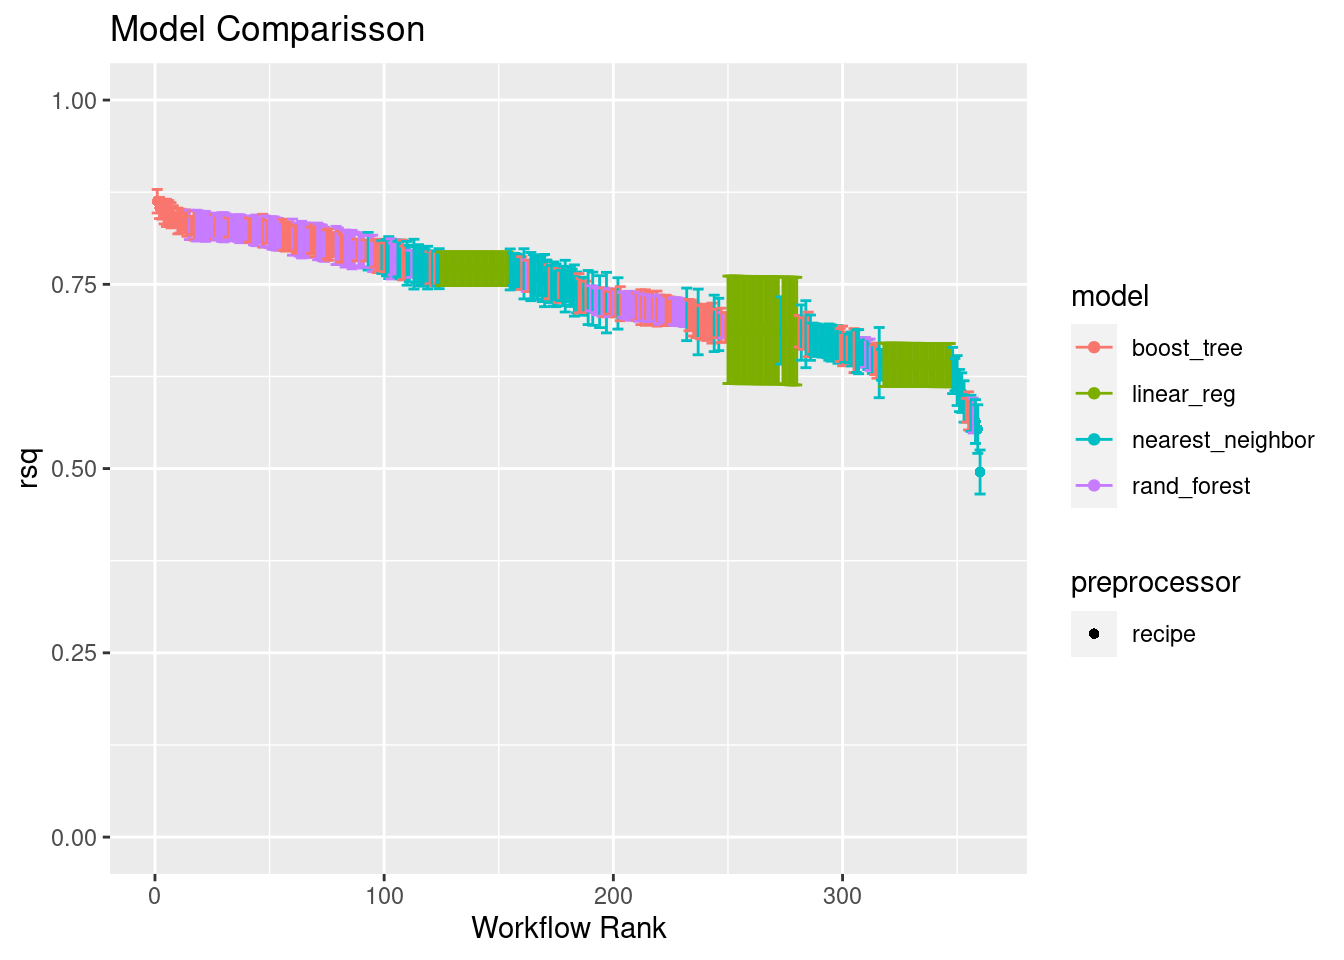 Model Comparisson
1.00
0.75
0.50
0.25
0.00
rsq
0 100 200 300
Workflow Rank
model
boost_tree
linear_reg
nearest_neighbor
rand_forest
preprocessor
recipe